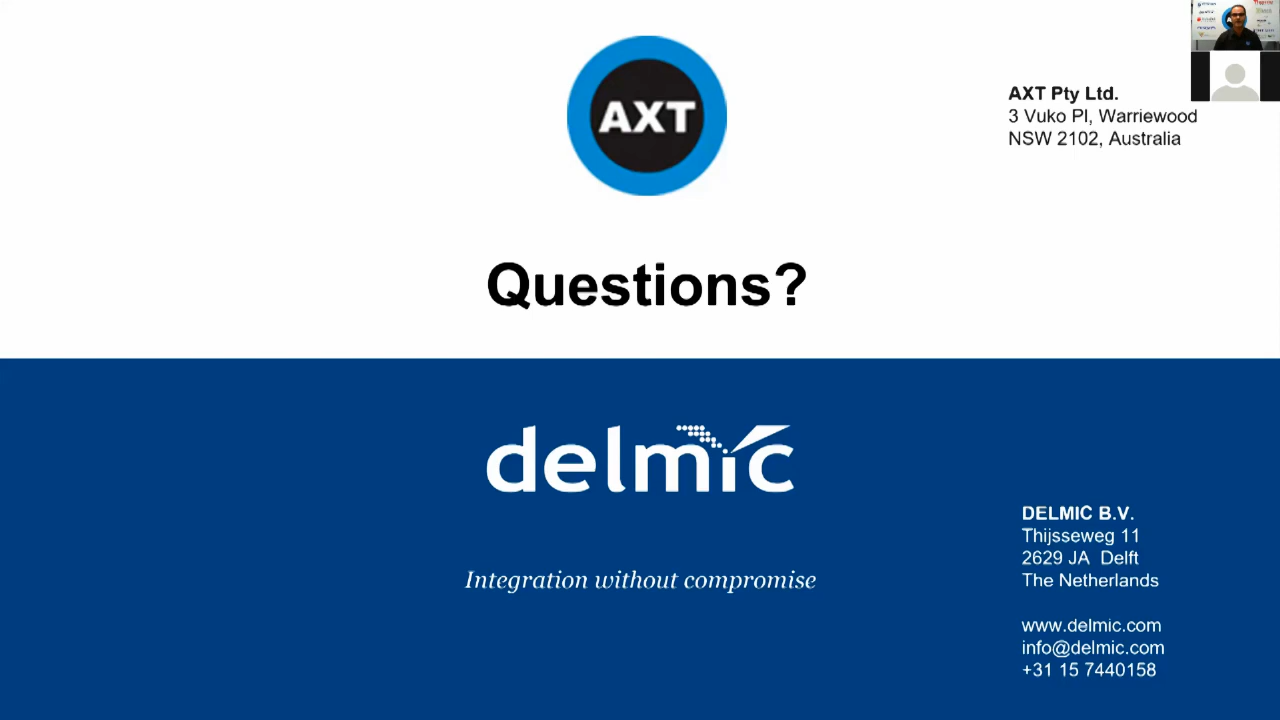 AXT
AXT Pty Ltd.
3 Vuko Pl, Warriewood
NSW 2102, Australia
Questions?
delmic
Integration without compromise
DELMIC B.V.
Thijsseweg 11
2629 JA Delft
The Netherlands
www.delmic.com
info@delmic.com
+31 15 7440158